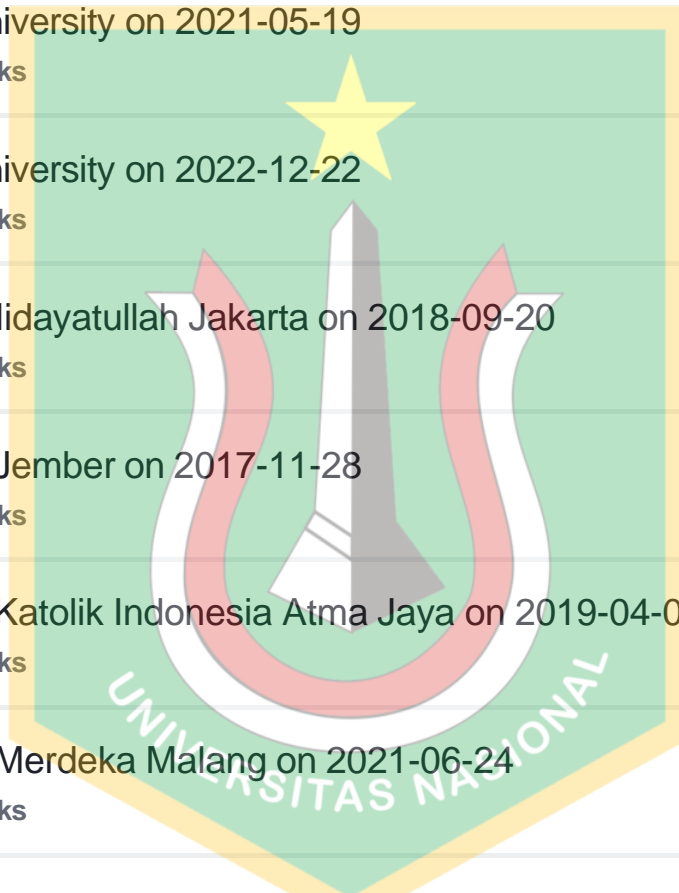 iversity on 2021-05-19
ks
iversity on 2022-12-22
ks
idayatullah Jakarta on 2018-09-20
ks
Jember on 2017-11-28
ks
Katolik Indonesia Atma Jaya on 2019-04-0
ks
Merdeka Malang on 2021-06-24
ks
UNIVERSITAS NASIONAL